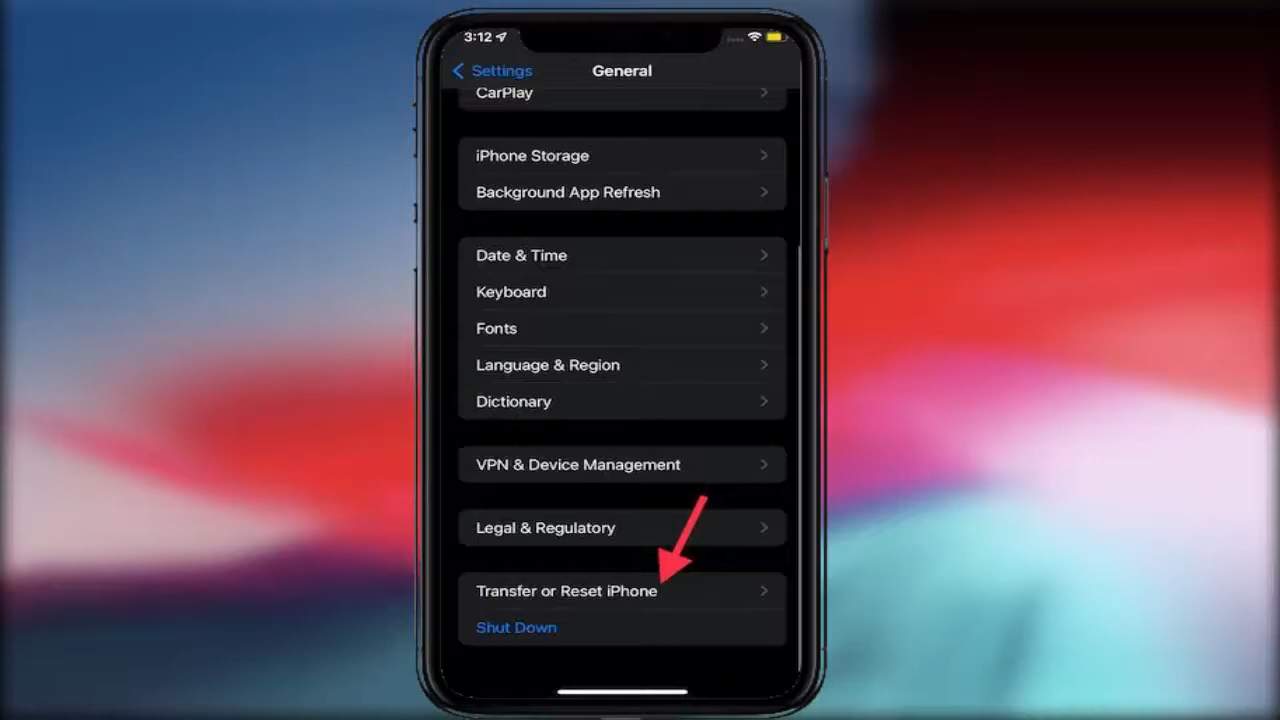 3:12
Settings
General
CarPlay
iPhone Storage
Background App Refresh
Date & Time
Keyboard
Fonts
Language & Region
Dictionary
VPN & Device Management
Legal & Regulatory
Transfer or Reset iPhone
Shut Down